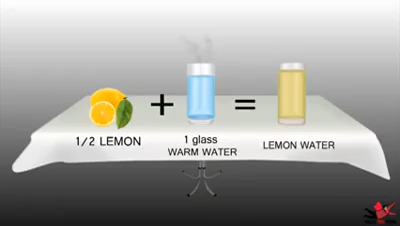 + =
1/2 LEMON
1 glass
WARM WATER
LEMON WATER